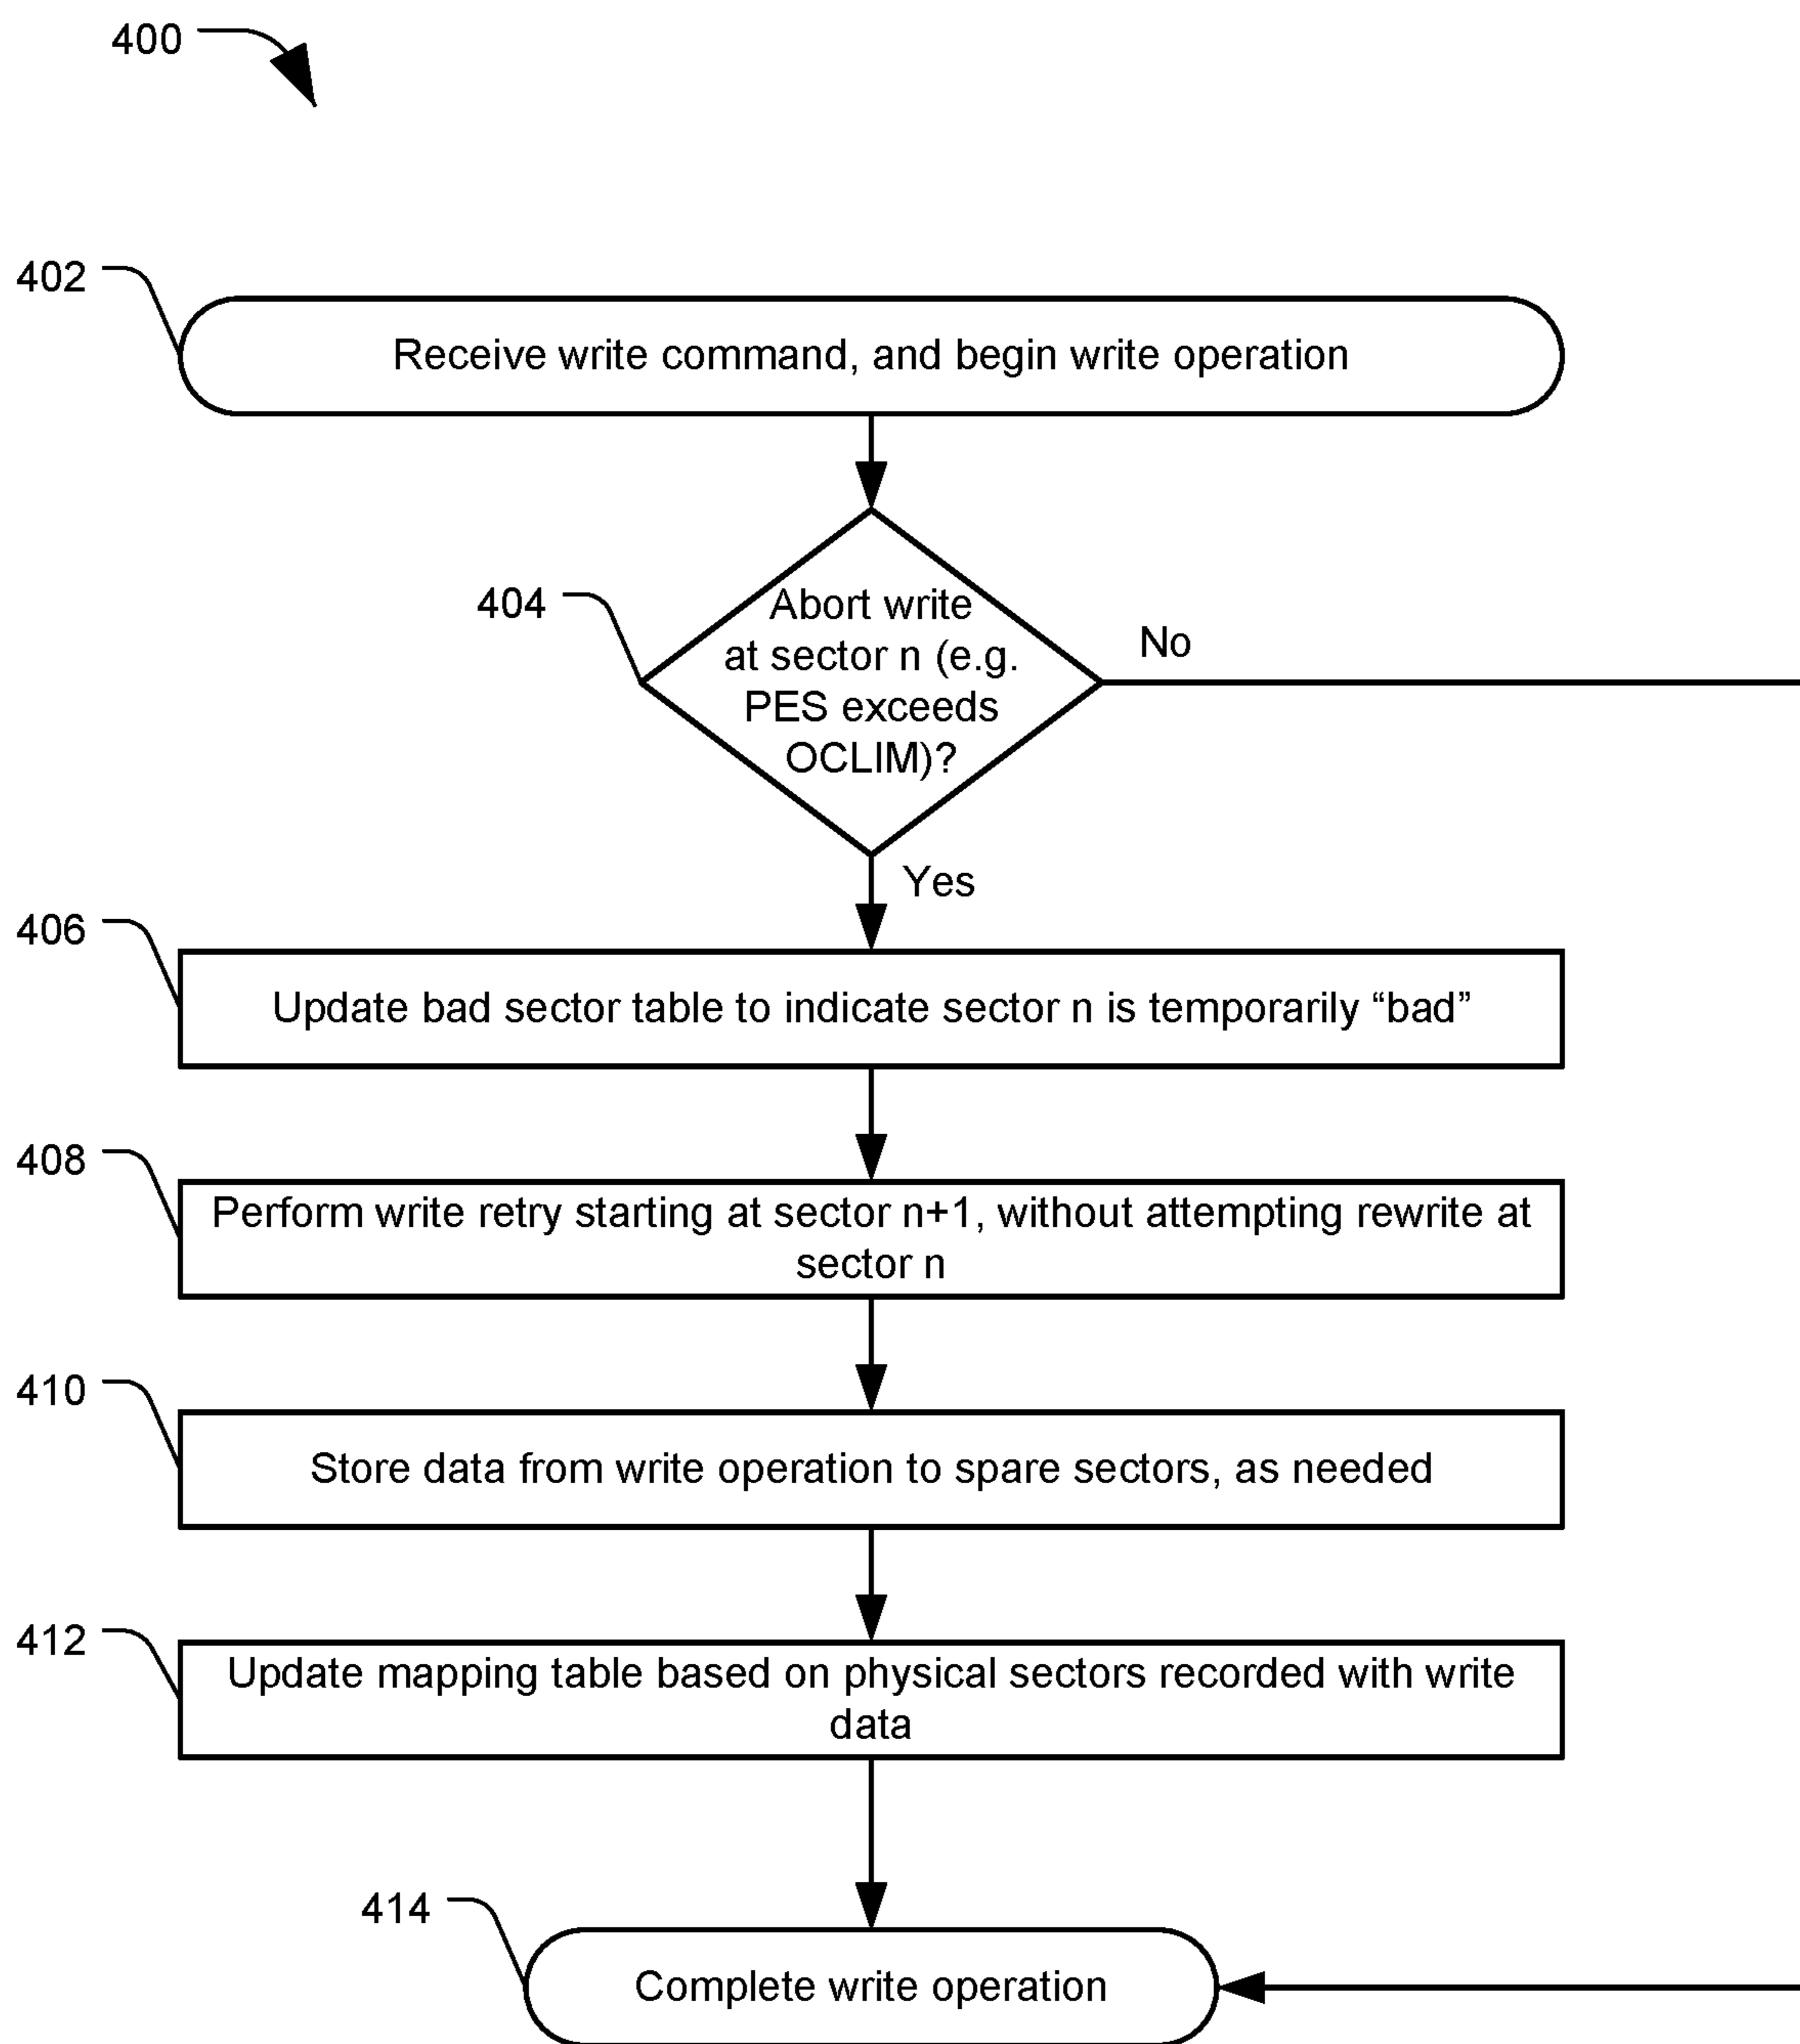 400
402
Receive write command, and begin write operation
404
Abort write
at sector n (e.g.
PES exceeds
OCLIM)?
No
Yes
406
Update bad sector table to indicate sector n is temporarily “bad”
408
Perform write retry starting at sector n+1, without attempting rewrite at
sector n
410
Store data from write operation to spare sectors, as needed
412
Update mapping table based on physical sectors recorded with write
data
414
Complete write operation